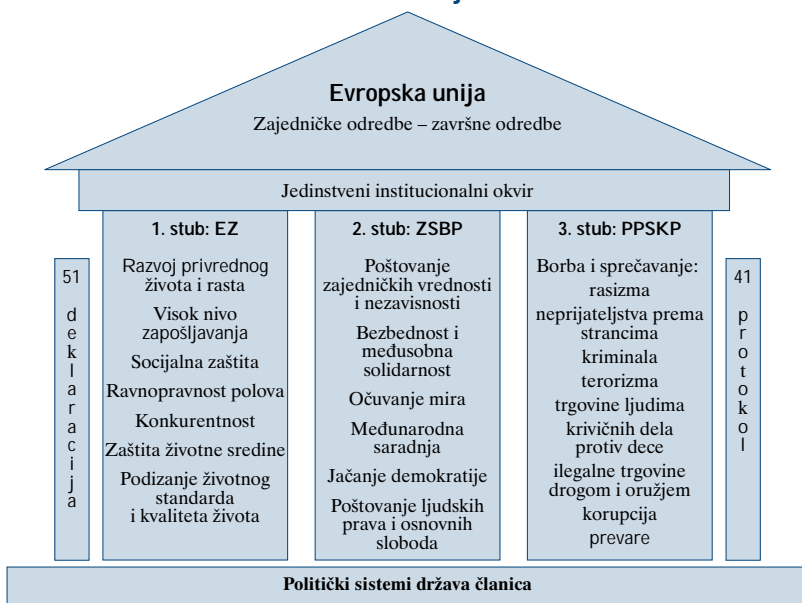 Evropska unija
Zajedničke odredbe – završne odredbe
Jedinstveni institucionalni okvir
51 deklaracija
1. stub: EZ
Razvoj privrednog
života i rasta
Visok nivo
zapošljavanja
Socijalna zaštita
Ravnopravnost polova
Konkurentnost
Zaštita životne sredine
Podizanje životnog
standarda
i kvaliteta života
2. stub: ZSBP
Poštovanje
zajedničkih vrednosti
i nezavisnosti
Bezbednost i
međusobna
solidarnost
Očuvanje mira
Međunarodna
saradnja
Jačanje demokratije
Poštovanje ljudskih
prava i osnovnih
sloboda
3. stub: PPSKP
Borba i sprečavanje:
rasizma
neprijateljstva prema
strancima
kriminala
terorizma
trgovine ljudima
krivičnih dela
protiv dece
ilegalne trgovine
drogom i oružjem
korupcija
prevare
41 protokol
Politički sistemi država članica